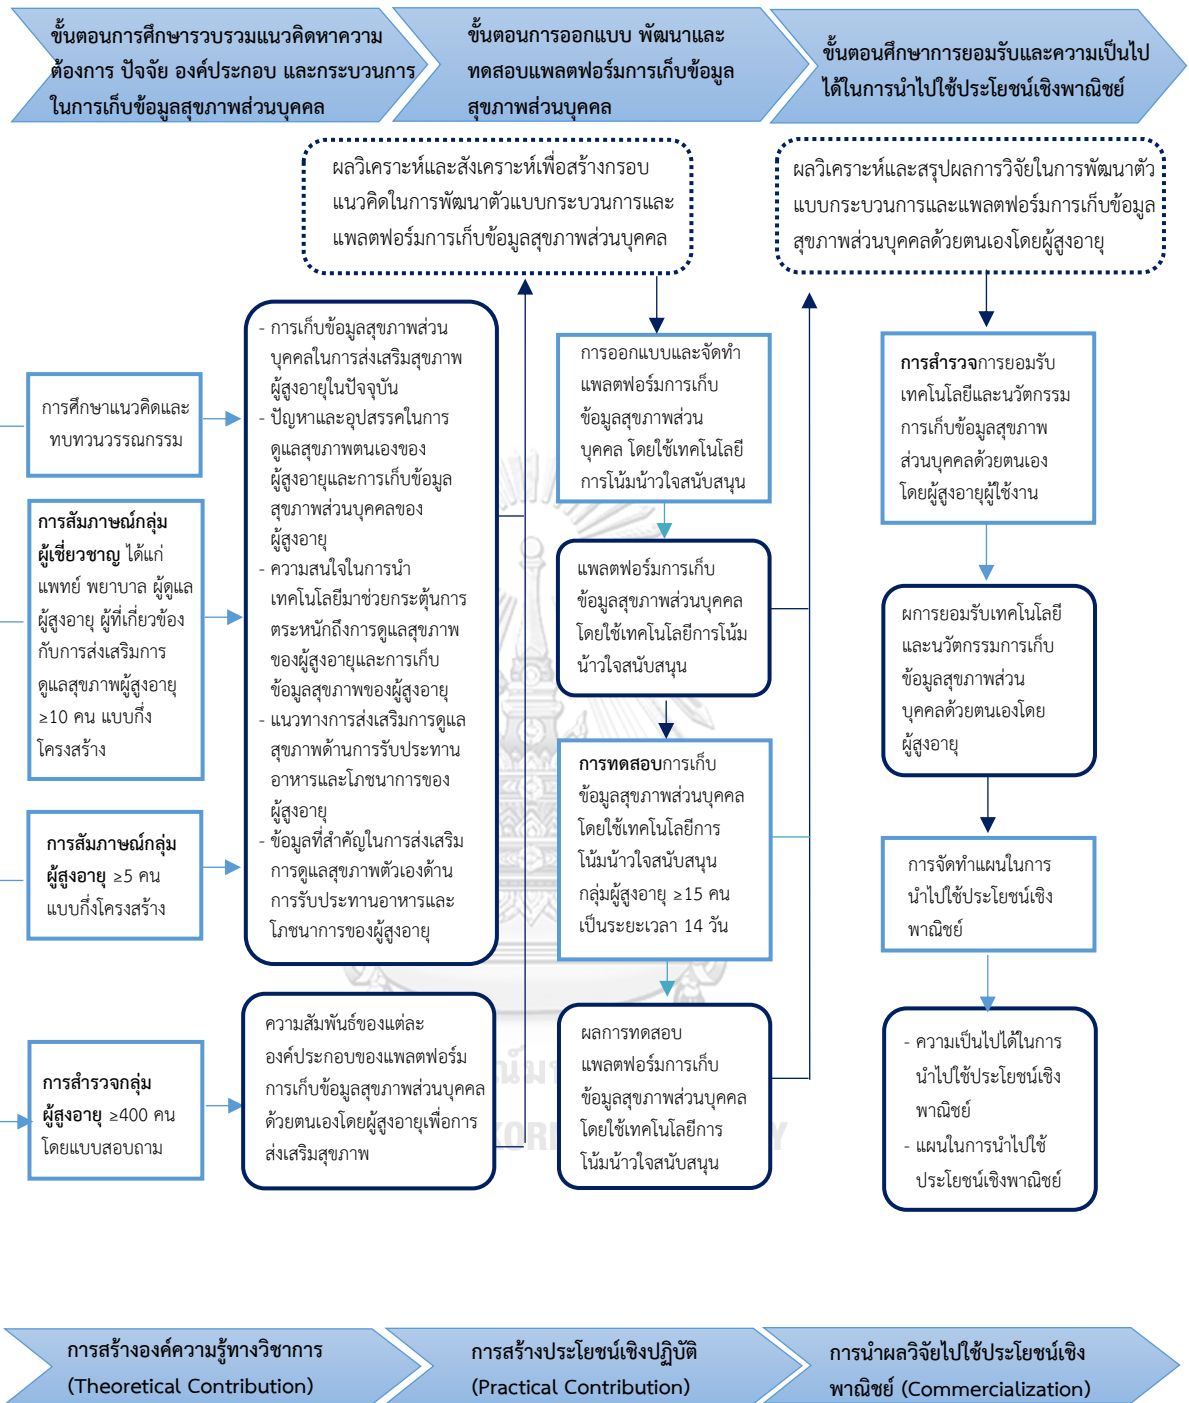 ขั้นตอนการศึกษารวบรวมแนวคิดหาความ
ต้องการ ปัจจัย องค์ประกอบ และกระบวนการ
ในการเก็บข้อมูลสุขภาพส่วนบุคคล
ขั้นตอนการออกแบบ พัฒนาและ
ทดสอบแพลตฟอร์มการเก็บข้อมูล
สุขภาพส่วนบุคคล
ขั้นตอนศึกษาการยอมรับและความเป็นไป
ได้ในการนำไปใช้ประโยชน์เชิงพาณิชย์
ผลวิเคราะห์และสังเคราะห์เพื่อสร้างกรอบ
แนวคิดในการพัฒนาตัวแบบกระบวนการและ
แพลตฟอร์มการเก็บข้อมูลสุขภาพส่วนบุคคล
ผลวิเคราะห์และสรุปผลการวิจัยในการพัฒนาตัว
แบบกระบวนการและแพลตฟอร์มการเก็บข้อมูล
สุขภาพส่วนบุคคลด้วยตนเองโดยผู้สูงอายุ
การศึกษาแนวคิดและ
ทบทวนวรรณกรรม
การสัมภาษณ์กลุ่ม
ผู้เชี่ยวชาญ ได้แก่
แพทย์ พยาบาล ผู้ดูแล
ผู้สูงอายุ ผู้ที่เกี่ยวข้อง
กับการส่งเสริมการ
ดูแลสุขภาพผู้สูงอายุ
≥10 คน แบบกึ่ง
โครงสร้าง
การสัมภาษณ์กลุ่ม
ผู้สูงอายุ ≥5 คน
แบบกึ่งโครงสร้าง
การสำรวจกลุ่ม
ผู้สูงอายุ ≥400 คน
โดยแบบสอบถาม
- การเก็บข้อมูลสุขภาพส่วน
บุคคลในการส่งเสริมสุขภาพ
ผู้สูงอายุในปัจจุบัน
- ปัญหาและอุปสรรคในการ
ดูแลสุขภาพตนเองของ
ผู้สูงอายุและการเก็บข้อมูล
สุขภาพส่วนบุคคลของ
ผู้สูงอายุ
- ความสนใจในการนำ
เทคโนโลยีมาช่วยกระตุ้นการ
ตระหนักถึงการดูแลสุขภาพ
ของผู้สูงอายุและการเก็บ
ข้อมูลสุขภาพของผู้สูงอายุ
- แนวทางการส่งเสริมการดูแล
สุขภาพด้านการรับประทาน
อาหารและโภชนาการของ
ผู้สูงอายุ
- ข้อมูลที่สำคัญในการส่งเสริม
การดูแลสุขภาพตัวเองด้าน
การรับประทานอาหารและ
โภชนาการของผู้สูงอายุ
ความสัมพันธ์ของแต่ละ
องค์ประกอบของแพลตฟอร์ม
การเก็บข้อมูลสุขภาพส่วนบุคคล
ด้วยตนเองโดยผู้สูงอายุเพื่อการ
ส่งเสริมสุขภาพ
การออกแบบและจัดทำ
แพลตฟอร์มการเก็บ
ข้อมูลสุขภาพส่วน
บุคคล โดยใช้เทคโนโลยี
การโน้มน้าวใจสนับสนุน
แพลตฟอร์มการเก็บ
ข้อมูลสุขภาพส่วนบุคคล
โดยใช้เทคโนโลยีการโน้ม
น้าวใจสนับสนุน
การทดสอบการเก็บ
ข้อมูลสุขภาพส่วนบุคคล
โดยใช้เทคโนโลยีการ
โน้มน้าวใจสนับสนุน
กลุ่มผู้สูงอายุ ≥15 คน
เป็นระยะเวลา 14 วัน
ผลการทดสอบ
แพลตฟอร์มการเก็บ
ข้อมูลสุขภาพส่วนบุคคล
โดยใช้เทคโนโลยีการ
โน้มน้าวใจสนับสนุน
การสำรวจการยอมรับ
เทคโนโลยีและนวัตกรรม
การเก็บข้อมูลสุขภาพ
ส่วนบุคคลด้วยตนเอง
โดยผู้สูงอายุผู้ใช้งาน
ผการยอมรับเทคโนโลยี
และนวัตกรรมการเก็บ
ข้อมูลสุขภาพส่วน
บุคคลด้วยตนเองโดย
ผู้สูงอายุ
การจัดทำแผนในการ
นำไปใช้ประโยชน์เชิง
พาณิชย์
- ความเป็นไปได้ในการ
นำไปใช้ประโยชน์เชิง
พาณิชย์
- แผนในการนำไปใช้
ประโยชน์เชิงพาณิชย์
การสร้างองค์ความรู้ทางวิชาการ
(Theoretical Contribution)
การสร้างประโยชน์เชิงปฏิบัติ
(Practical Contribution)
การนำผลวิจัยไปใช้ประโยชน์เชิง
พาณิชย์ (Commercialization)